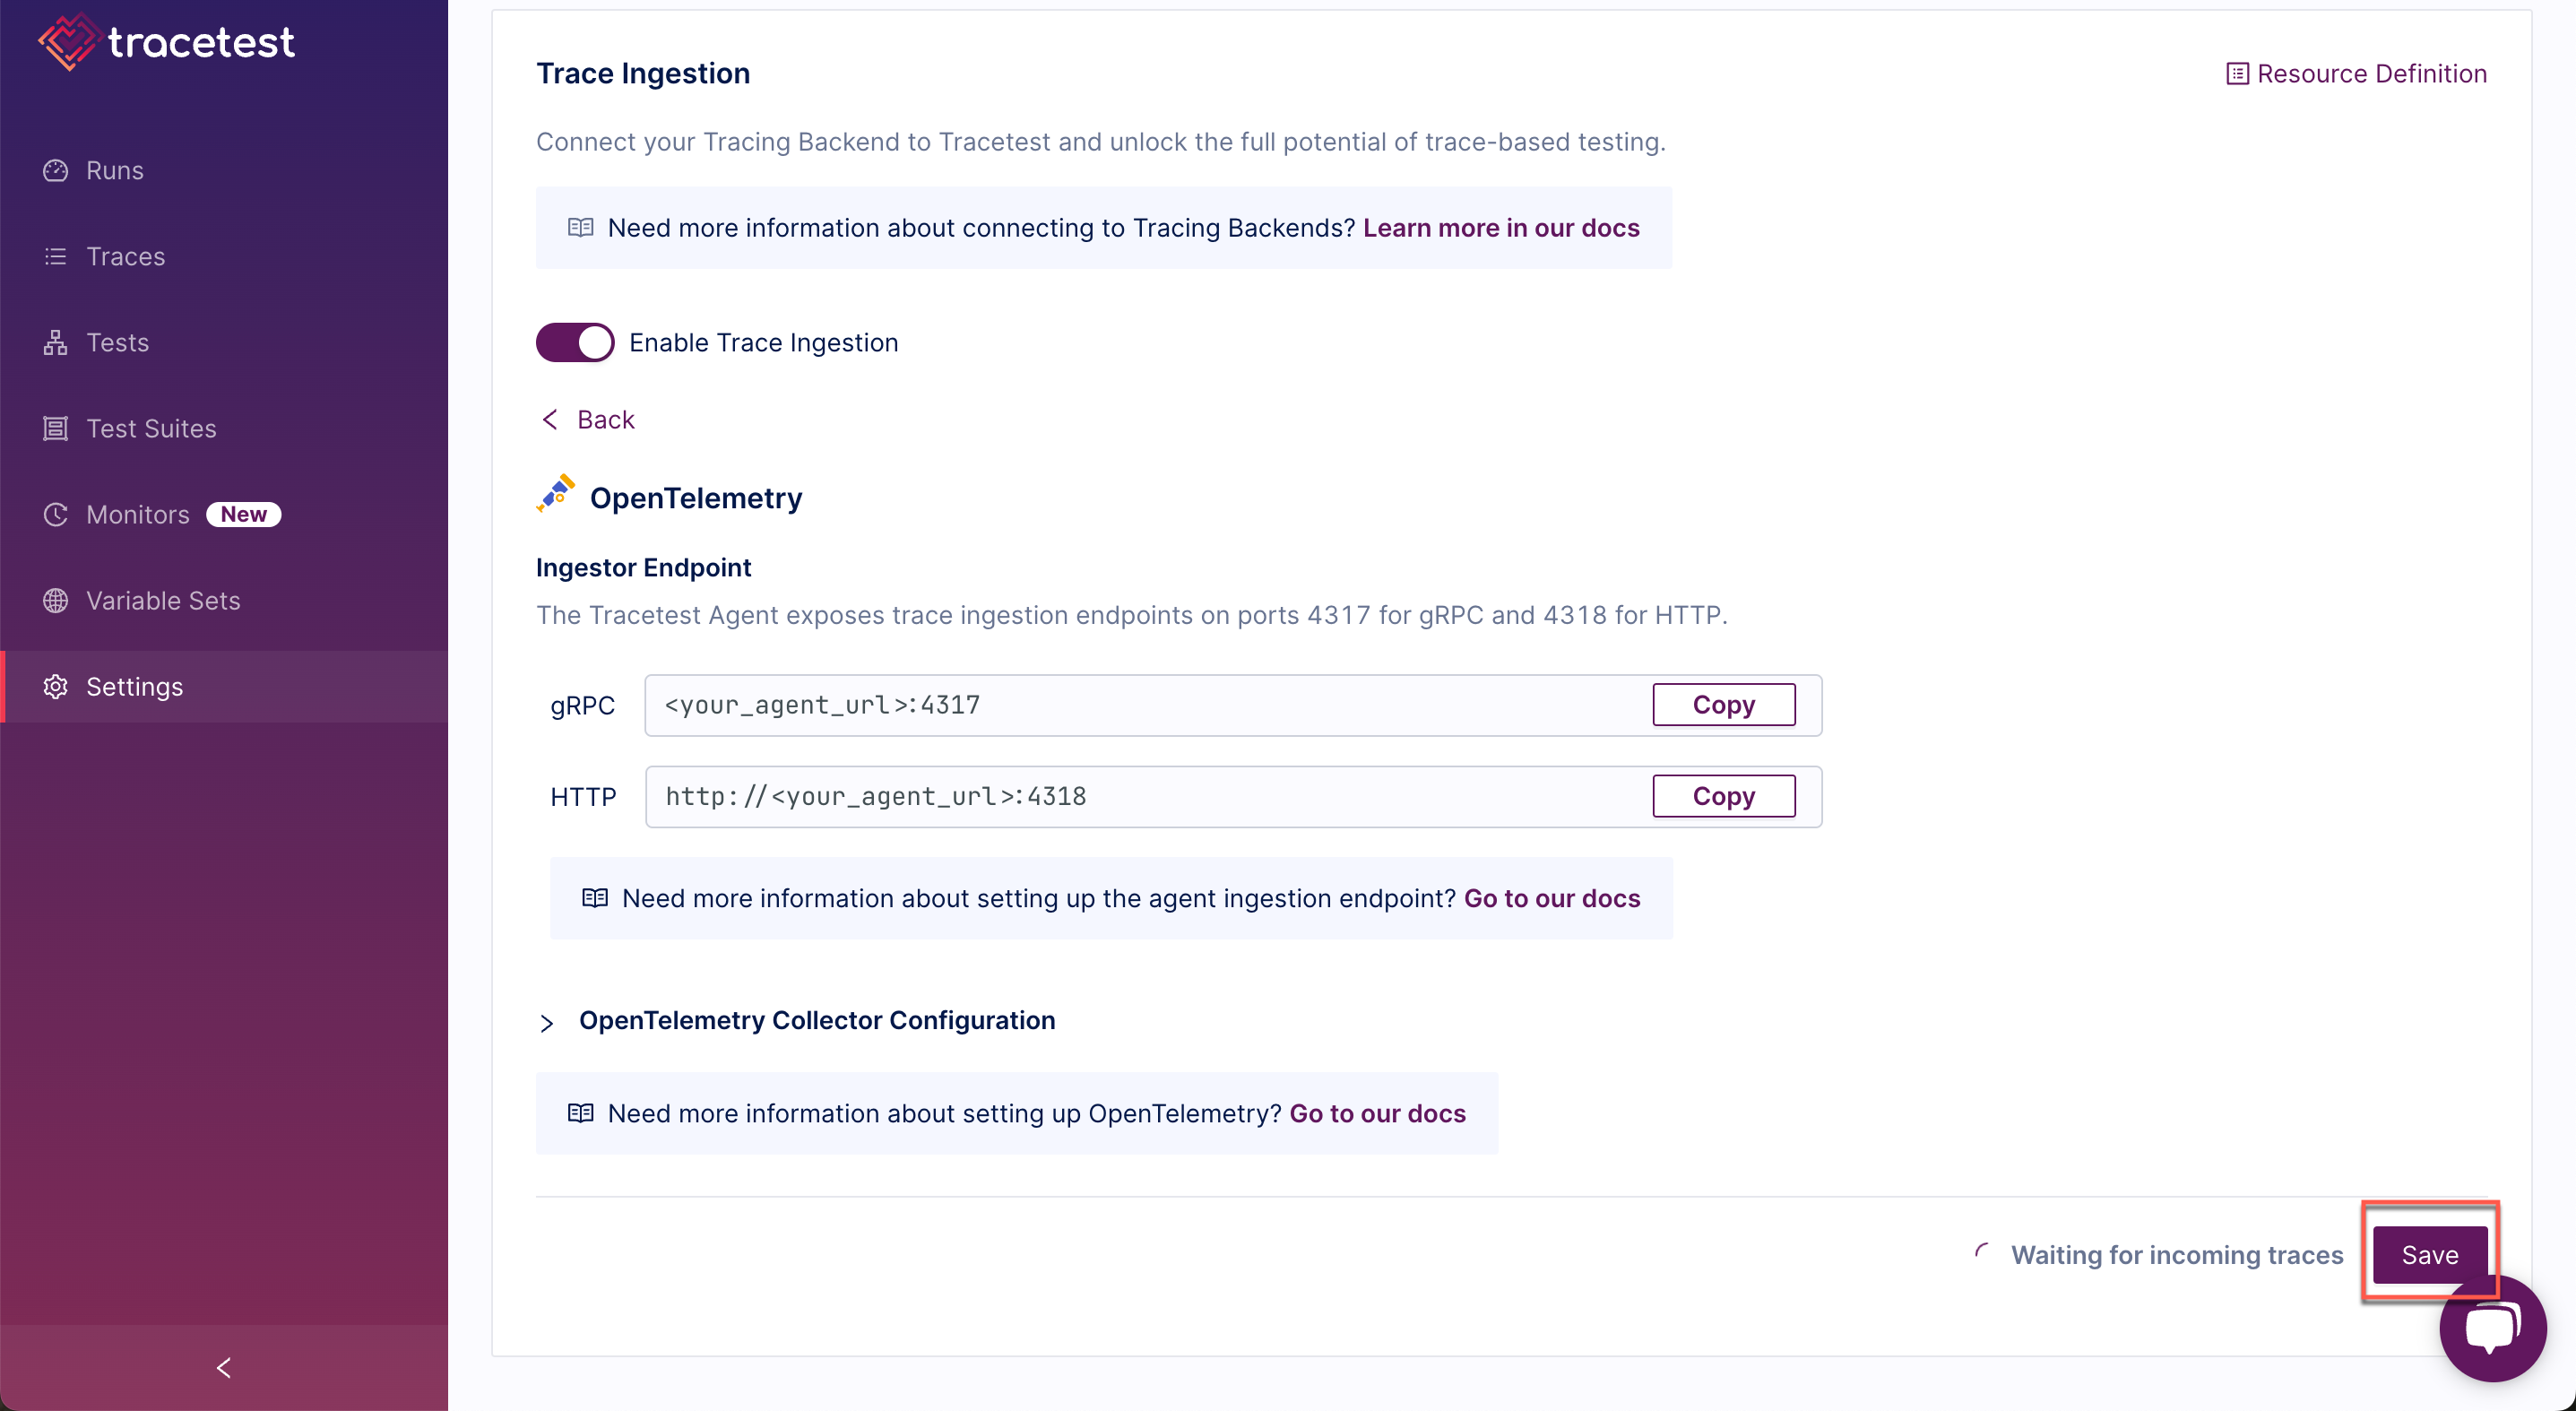 tracetest
Runs
Traces
Tests
Test Suites
Monitors New
Variable Sets
Settings
Trace Ingestion
Resource Definition
Connect your Tracing Backend to Tracetest and unlock the full potential of trace-based testing.
Need more information about connecting to Tracing Backends? Learn more in our docs
Enable Trace Ingestion
Back
OpenTelemetry
Ingestor Endpoint
The Tracetest Agent exposes trace ingestion endpoints on ports 4317 for gRPC and 4318 for HTTP.
gRPC <your_agent_url>:4317 Copy
HTTP http://<your_agent_url>:4318 Copy
Need more information about setting up the agent ingestion endpoint? Go to our docs
OpenTelemetry Collector Configuration
Need more information about setting up OpenTelemetry? Go to our docs
Waiting for incoming traces Save